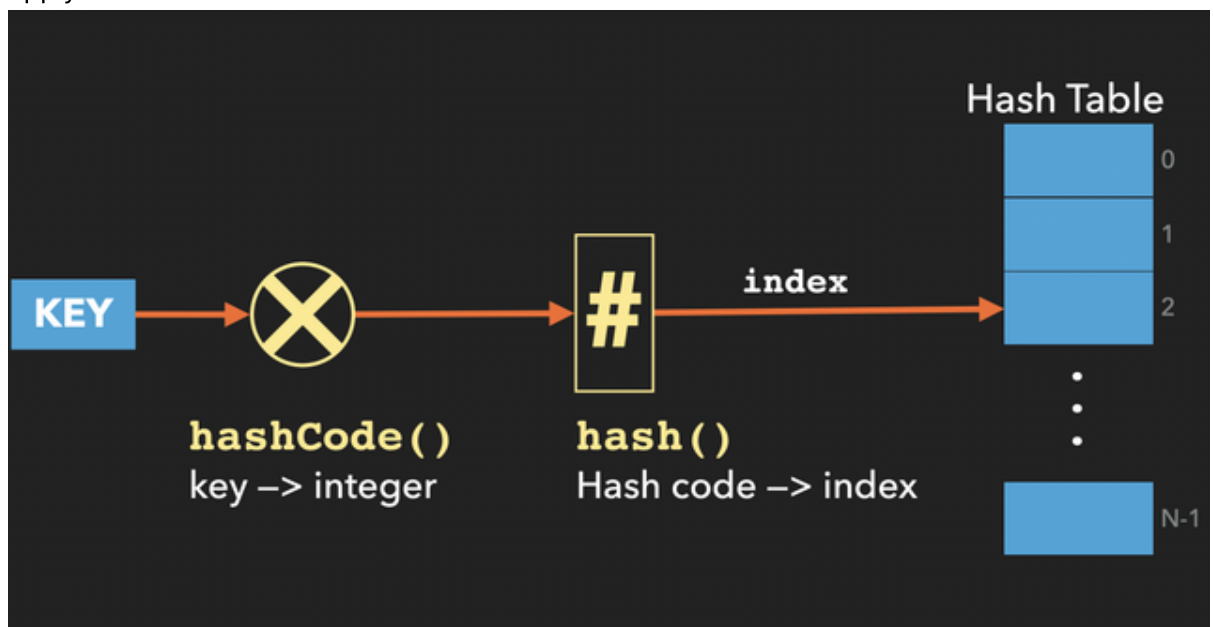 Hash Table
0
1
KEY
#
index
2
hashCode()
key –> integer
hash()
Hash code –> index
N-1